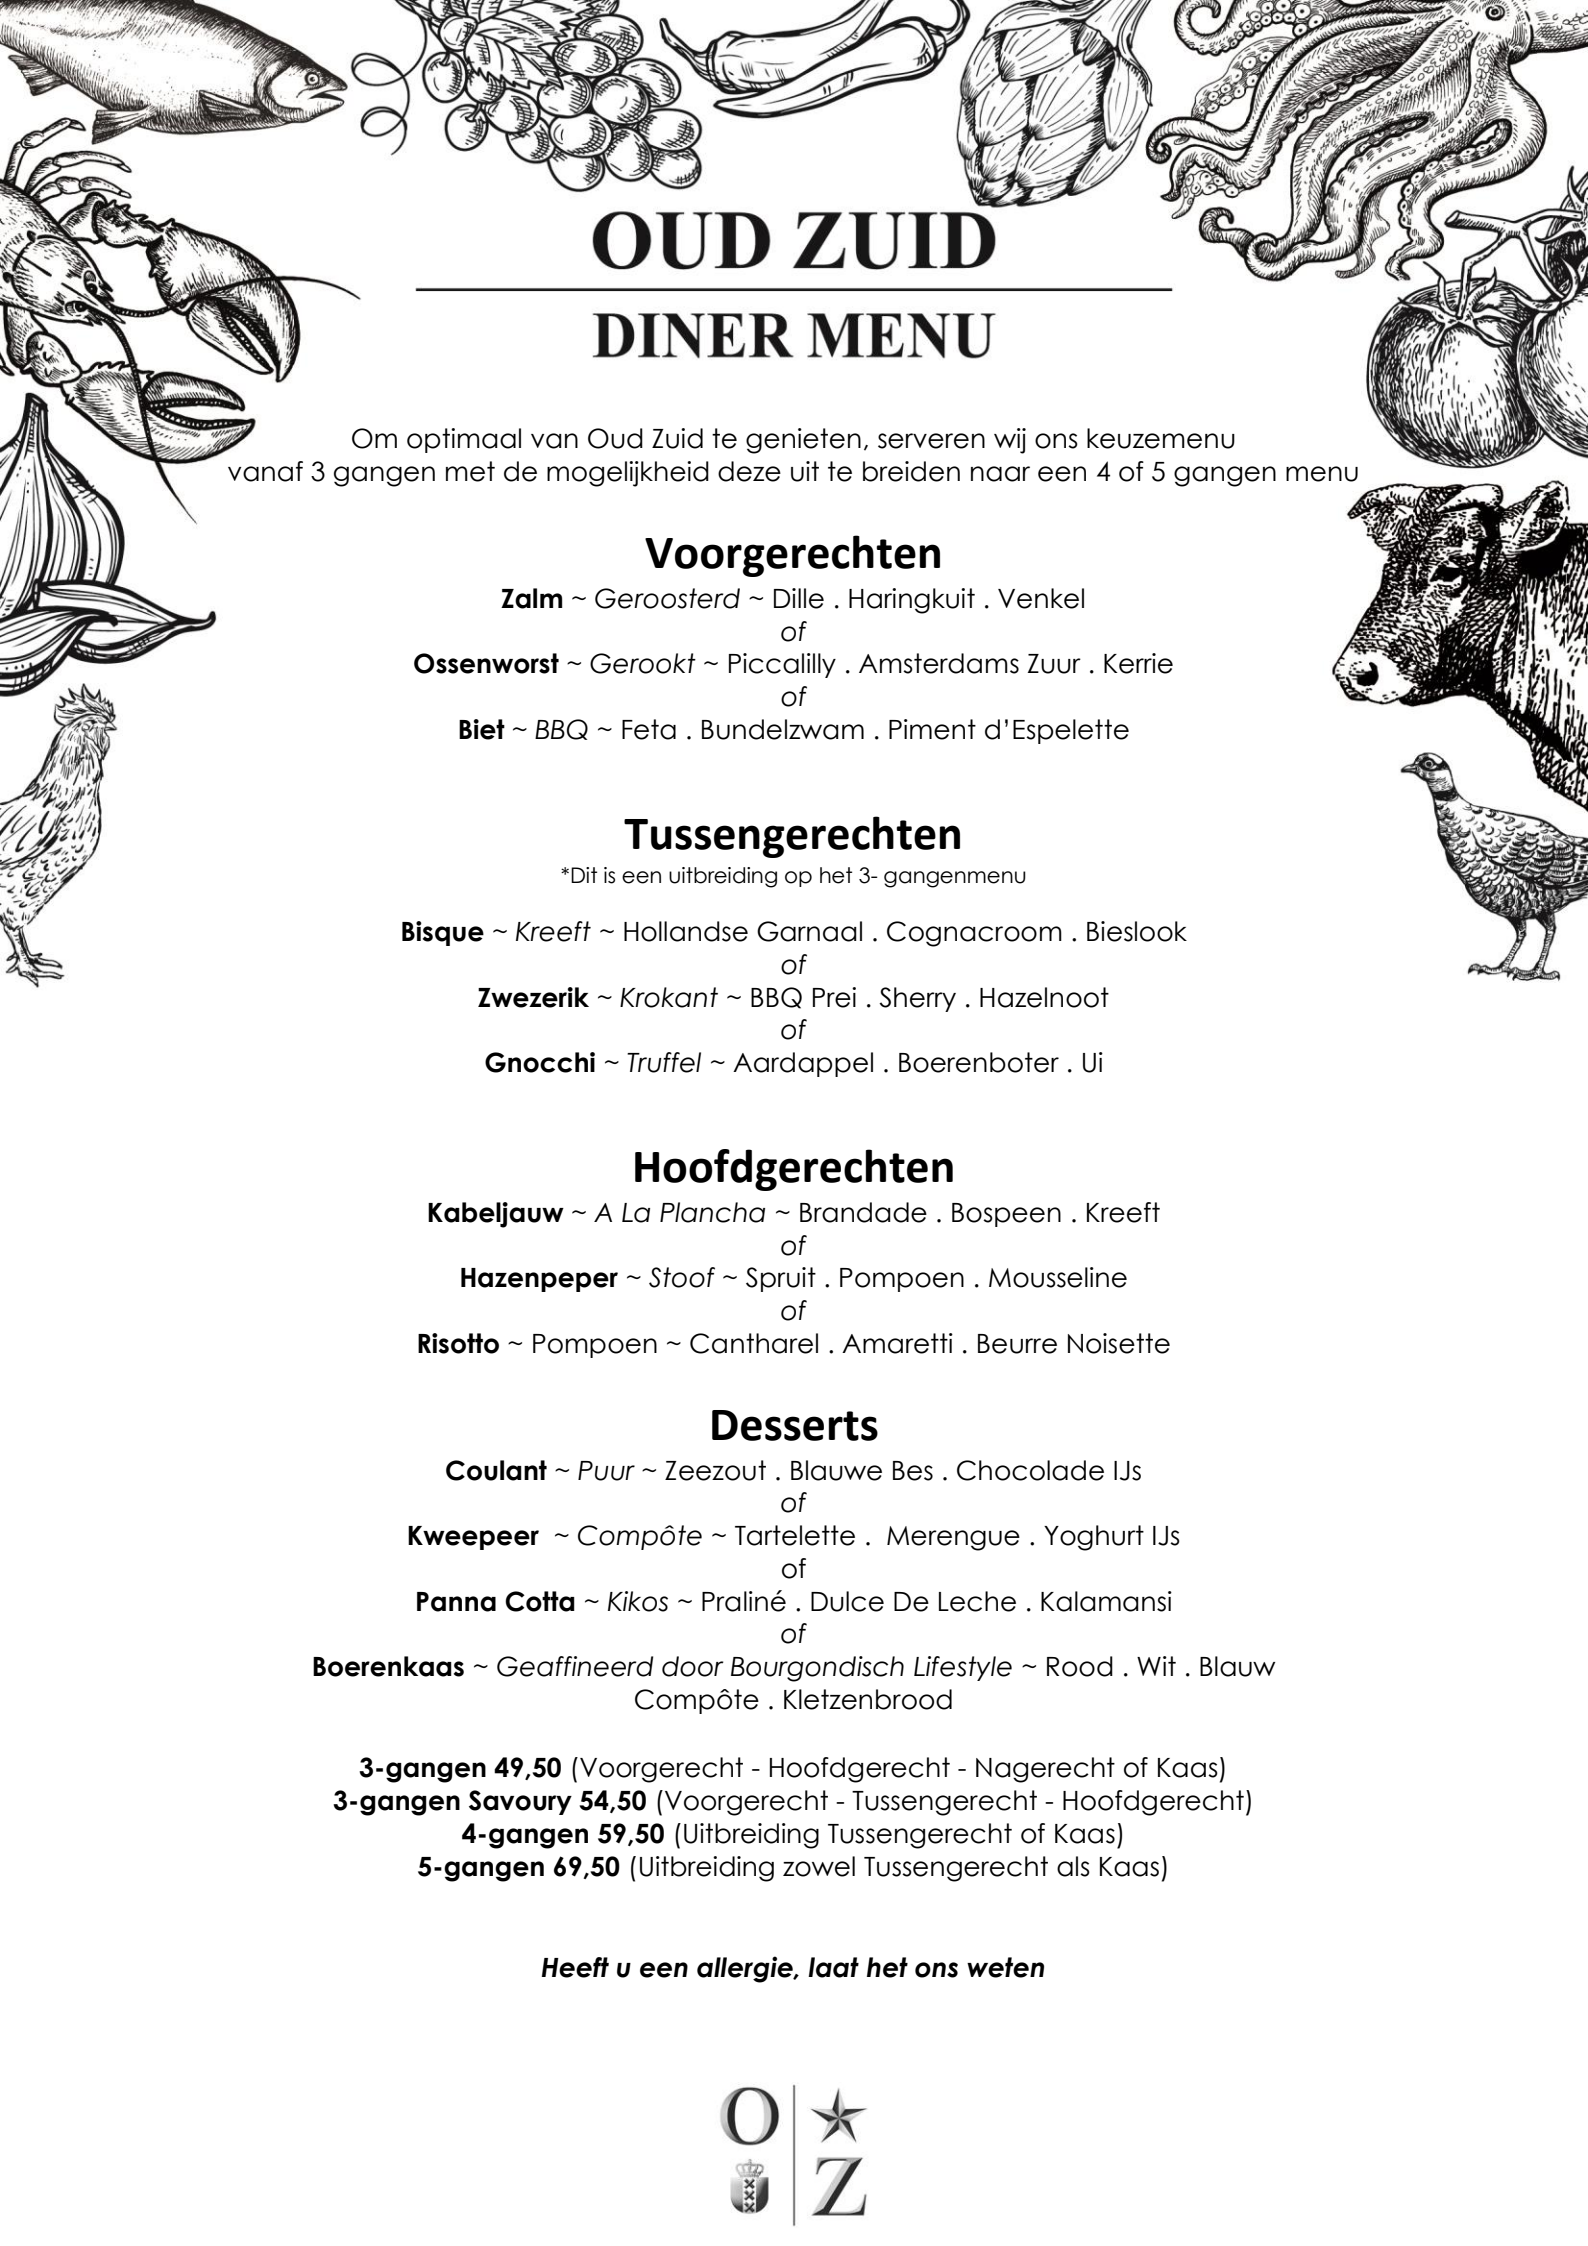 OUD ZUID
DINER MENU
Om optimaal van Oud Zuid te genieten, serveren wij ons keuzemenu
vanaf 3 gangen met de mogelijkheid deze uit te breiden naar een 4 of 5 gangen menu
Voorgerechten
Zalm ~ Geroosterd ~ Dille . Haringkuit . Venkel
of
Ossenworst ~ Gerookt ~ Piccalilly . Amsterdams Zuur . Kerrie
of
Biet ~ BBQ ~ Feta . Bundelzwam . Piment d’Espelette
Tussengerechten
*Dit is een uitbreiding op het 3- gangenmenu
Bisque ~ Kreeft ~ Hollandse Garnaal . Cognacroom . Bieslook
of
Zwezerik ~ Krokant ~ BBQ Prei . Sherry . Hazelnoot
of
Gnocchi ~ Truffel ~ Aardappel . Boerenboter . Ui
Hoofdgerechten
Kabeljauw ~ A La Plancha ~ Brandade . Bospeen . Kreeft
of
Hazenpeper ~ Stoof ~ Spruit . Pompoen . Mousseline
of
Risotto ~ Pompoen ~ Cantharel . Amaretti . Beurre Noisette
Desserts
Coulant ~ Puur ~ Zeezout . Blauwe Bes . Chocolade IJs
of
Kweepeer ~ Compôte ~ Tartelette . Merengue . Yoghurt IJs
of
Panna Cotta ~ Kikos ~ Praliné . Dulce De Leche . Kalamansi
of
Boerenkaas ~ Geaffineerd door Bourgondisch Lifestyle ~ Rood . Wit . Blauw
Compôte . Kletzenbrood
3-gangen 49,50 (Voorgerecht - Hoofdgerecht - Nagerecht of Kaas)
3-gangen Savoury 54,50 (Voorgerecht - Tussengerecht - Hoofdgerecht)
4-gangen 59,50 (Uitbreiding Tussengerecht of Kaas)
5-gangen 69,50 (Uitbreiding zowel Tussengerecht als Kaas)
Heeft u een allergie, laat het ons weten
O
Z